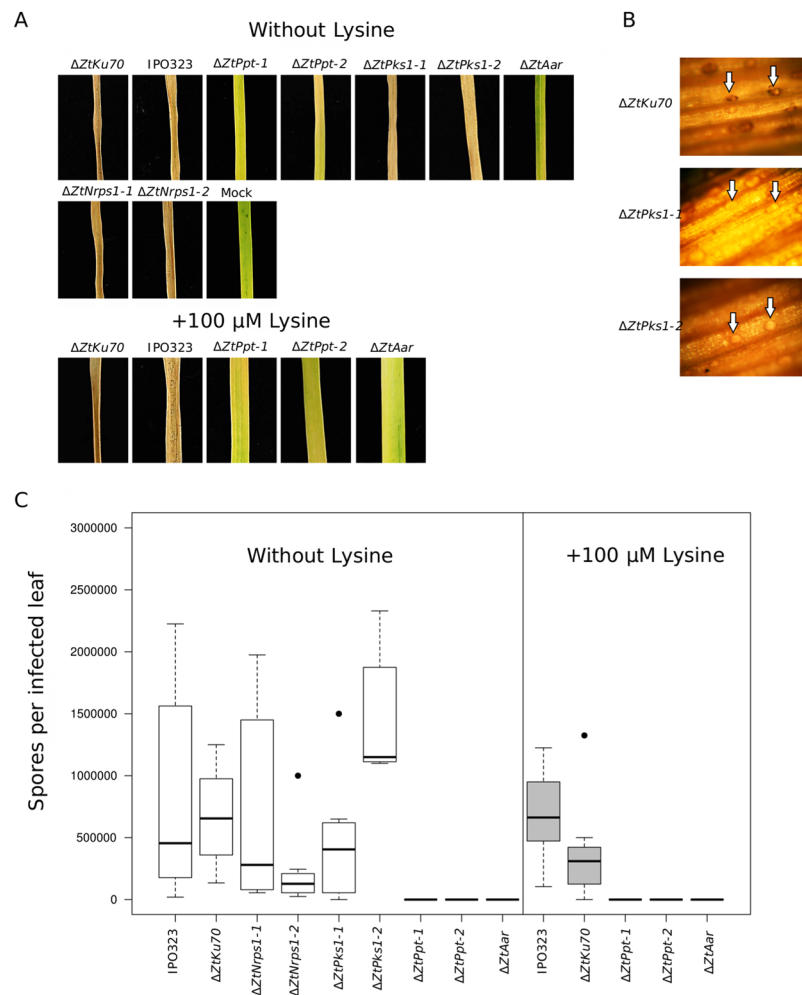 A
B
Without Lysine
ΔZtKu70 IPO323 ΔZtPpt-1 ΔZtPpt-2 ΔZtPks1-1 ΔZtPks1-2 ΔZtAar
ΔZtNrps1-1 ΔZtNrps1-2 Mock
+100 µM Lysine
ΔZtKu70 IPO323 ΔZtPpt-1 ΔZtPpt-2 ΔZtAar
ΔZtKu70
ΔZtPks1-1
ΔZtPks1-2
C
Spores per infected leaf
3000000
2500000
2000000
1500000
1000000
500000
0
Without Lysine
+100 µM Lysine
IPO323
ΔZtKu70
ΔZtNrps1-1
ΔZtNrps1-2
ΔZtPks1-1
ΔZtPks1-2
ΔZtPpt-1
ΔZtPpt-2
ΔZtAar
IPO323
ΔZtKu70
ΔZtPpt-1
ΔZtPpt-2
ΔZtAar